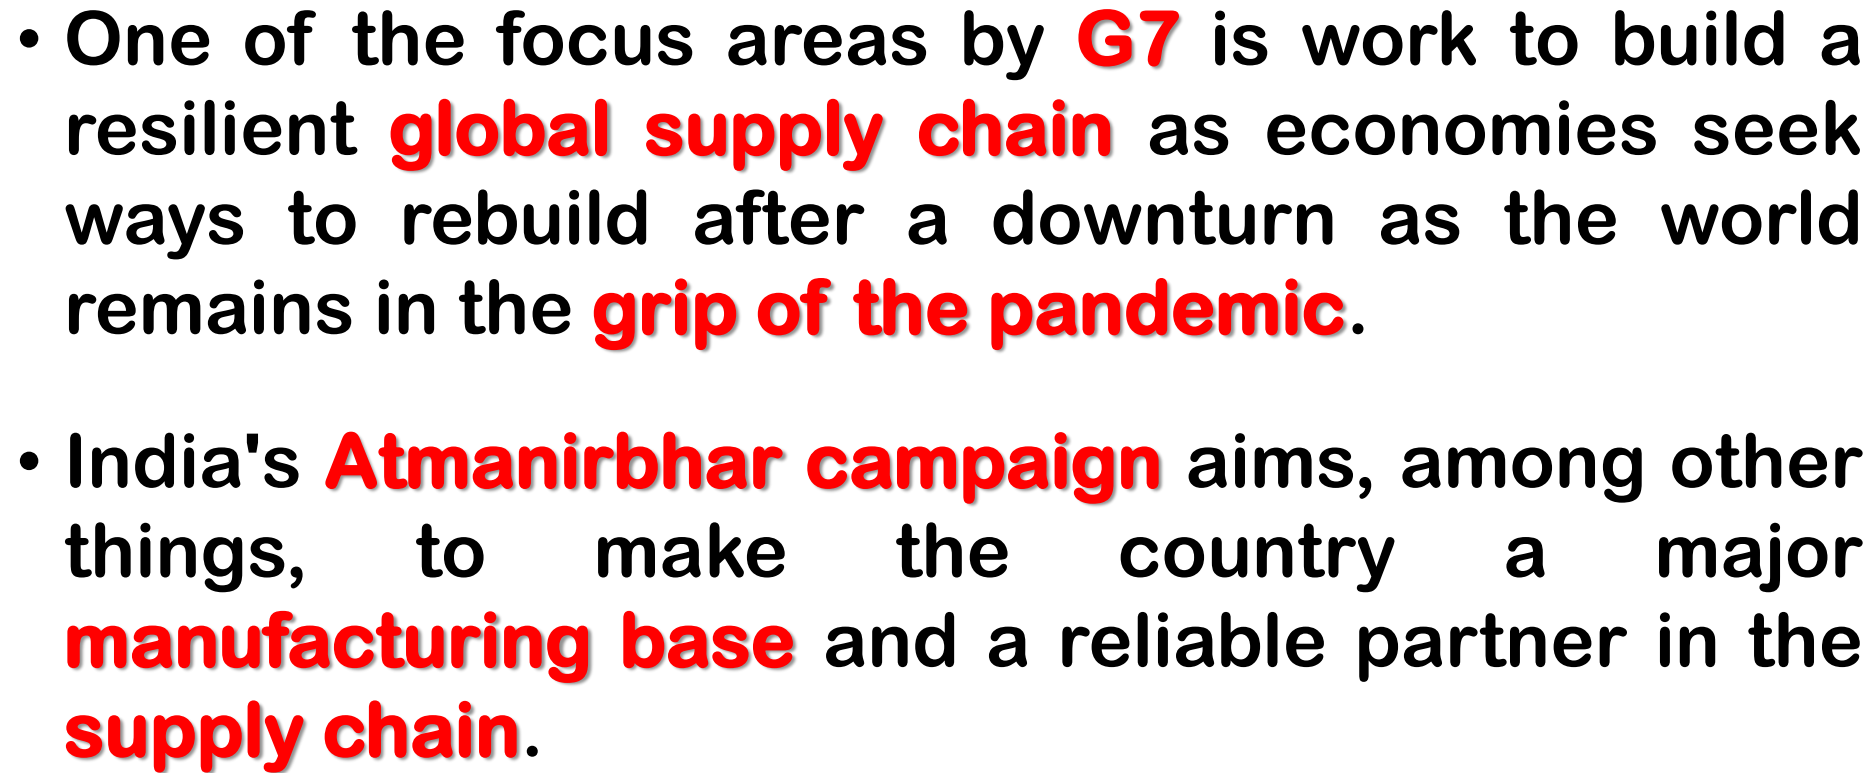 • One of the focus areas by G7 is work to build a
resilient global supply chain as economies seek
ways to rebuild after a downturn as the world
remains in the grip of the pandemic.
• India's Atmanirbhar campaign aims, among other
things, to make the country a major
manufacturing base and a reliable partner in the
supply chain.